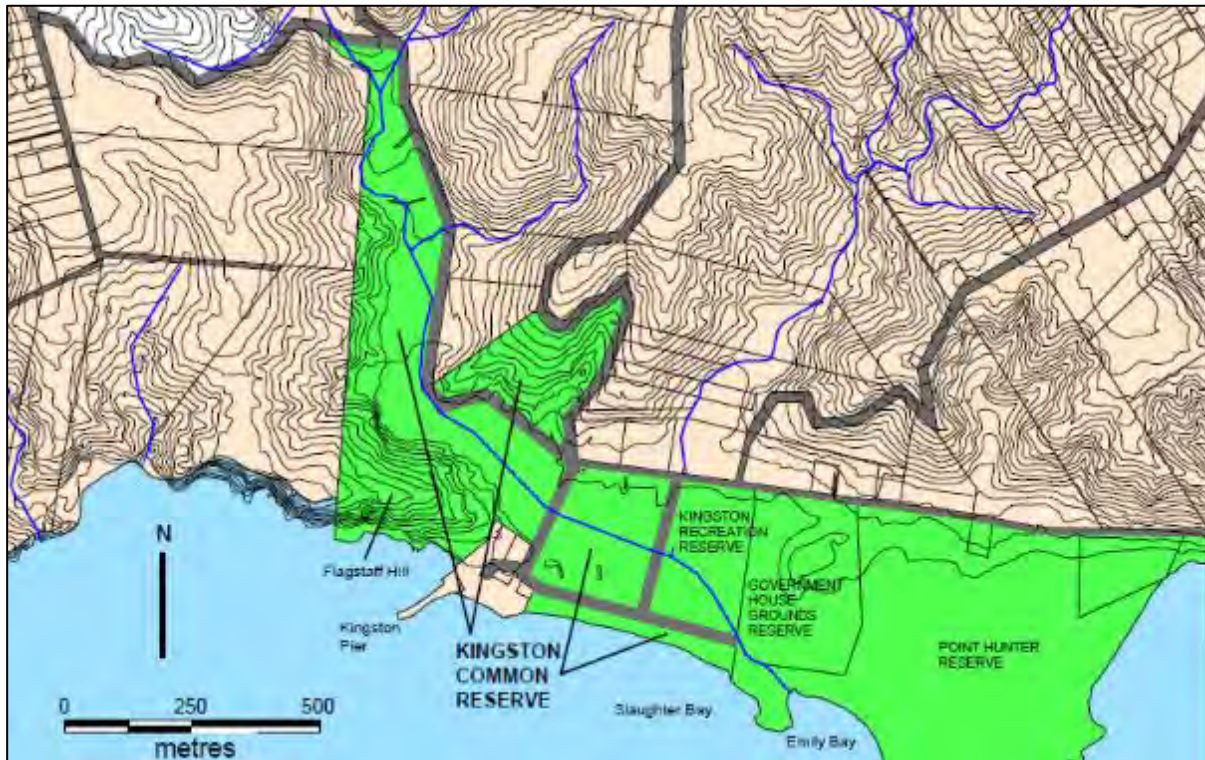 KINGSTON
RECREATION
RESERVE
N
Flagstaff Hill
GOVERNMENT
HOUSE
GROUNDS
RESERVE
Kingston
Pier
KINGSTON
COMMON
RESERVE
POINT HUNTER
RESERVE
0 250 500
metres
Slaughter Bay
Emily Bay